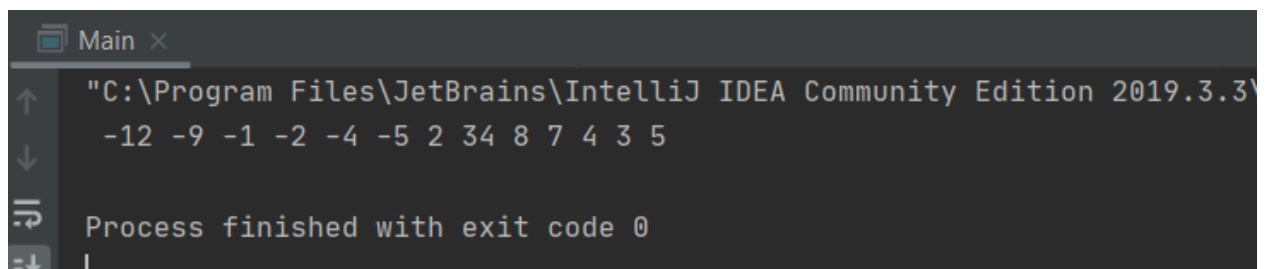 Main
"C:\Program Files\JetBrains\IntelliJ IDEA Community Edition 2019.3.3\
-12 -9 -1 -2 -4 -5 2 34 8 7 4 3 5
Process finished with exit code 0